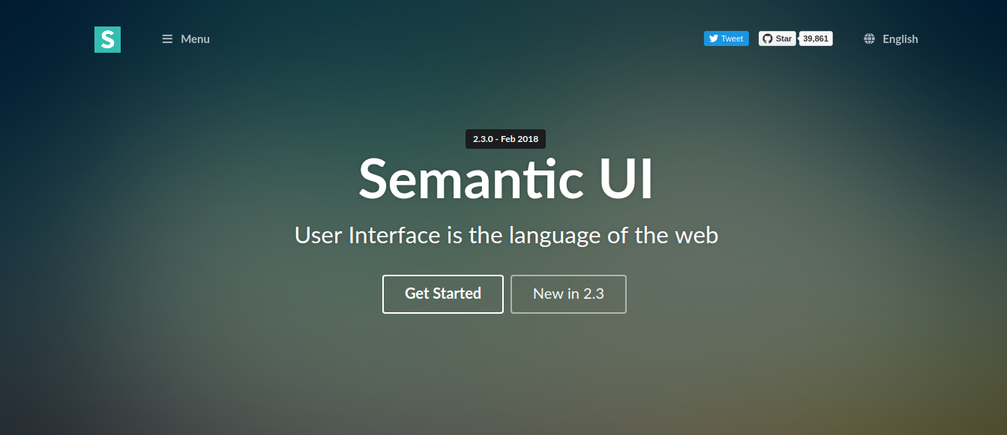 S
Menu
Tweet
Star
39,861
English
2.3.0 - Feb 2018
Semantic UI
User Interface is the language of the web
Get Started
New in 2.3